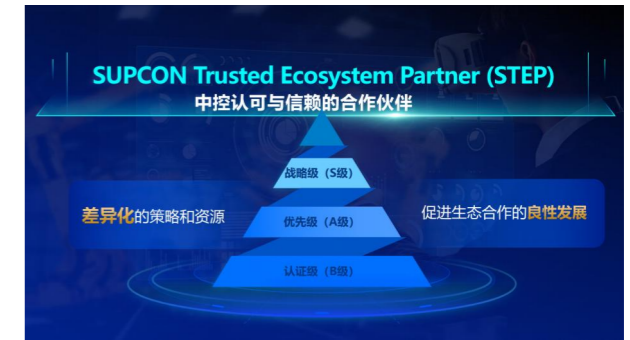 SUPCON Trusted Ecosystem Partner (STEP)
中控认可与信赖的合作伙伴
战略级（S级）
差异化的策略和资源
优先级（A级）
促进生态合作的良性发展
认证级（B级）